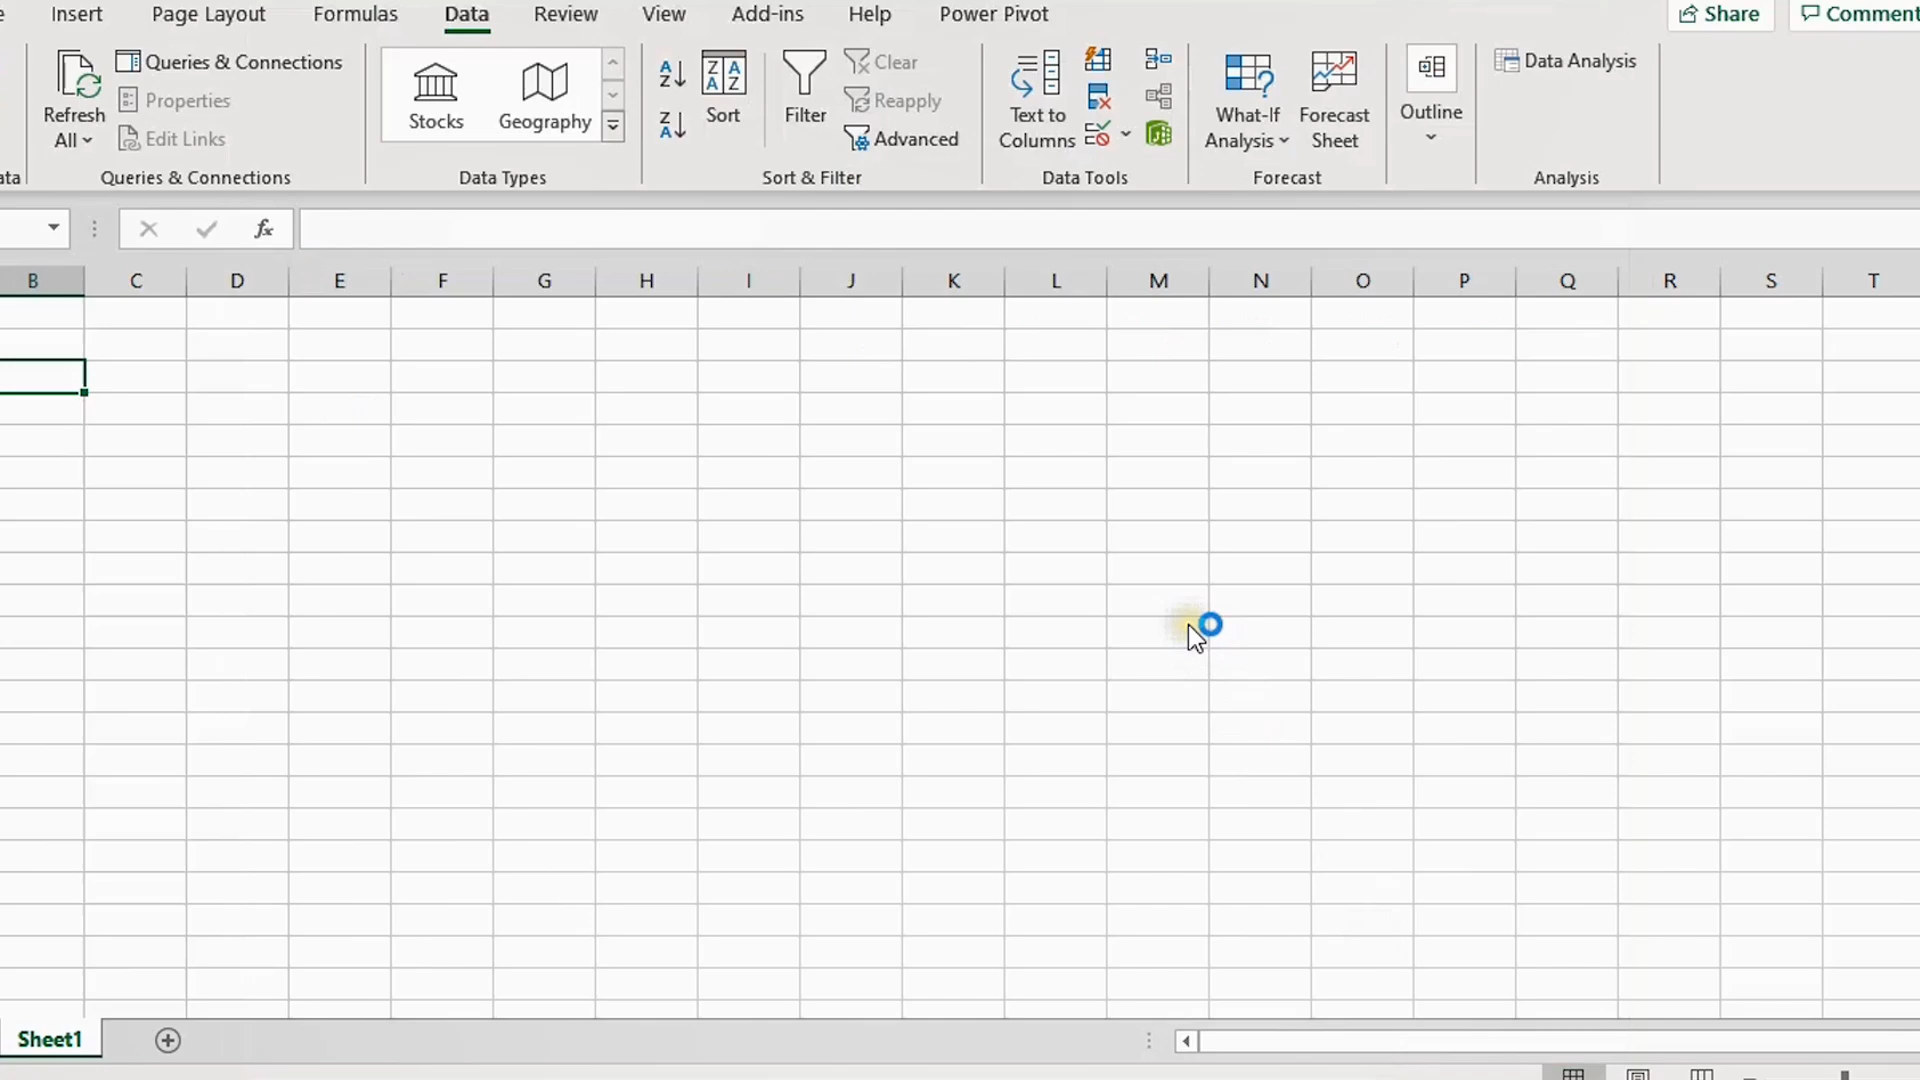 Insert Page Layout Formulas Data Review View Add-ins Help Power Pivot Share
Refresh All
Queries & Connections
Properties
Edit Links
Queries & Connections
Stocks Geography
Data Types
Sort
Filter
Clear
Reapply
Advanced
Sort & Filter
Text to Columns
Data Tools
What-If Analysis
Forecast Sheet
Forecast
Outline
Data Analysis
Analysis
fx
B C D E F G H I J K L M N O P Q R S T
Sheet1